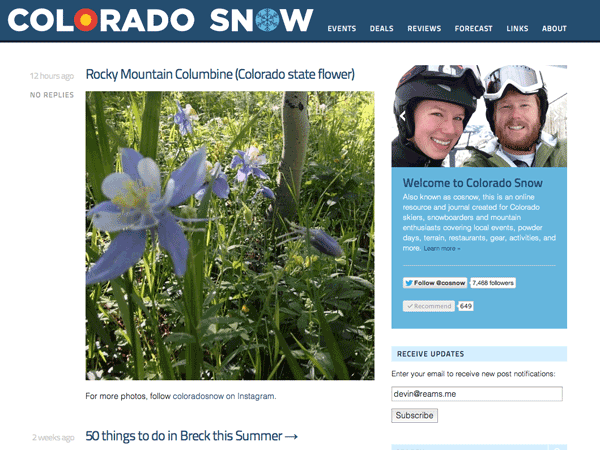 COLORADO SNOW
EVENTS DEALS REVIEWS FORECAST LINKS ABOUT
12 hours ago
NO REPLIES
Rocky Mountain Columbine (Colorado state flower)
For more photos, follow coloradosnow on Instagram.
2 weeks ago
50 things to do in Breck this Summer →
Welcome to Colorado Snow
Also known as cosnow, this is an online
resource and journal created for Colorado
skiers, snowboarders and mountain
enthusiasts covering local events, powder
days, terrain, restaurants, gear, activities, and
more. Learn more »
Follow @cosnow 7,468 followers
Recommend 649
RECEIVE UPDATES
Enter your email to receive new post notifications:
devin@reams.me
Subscribe